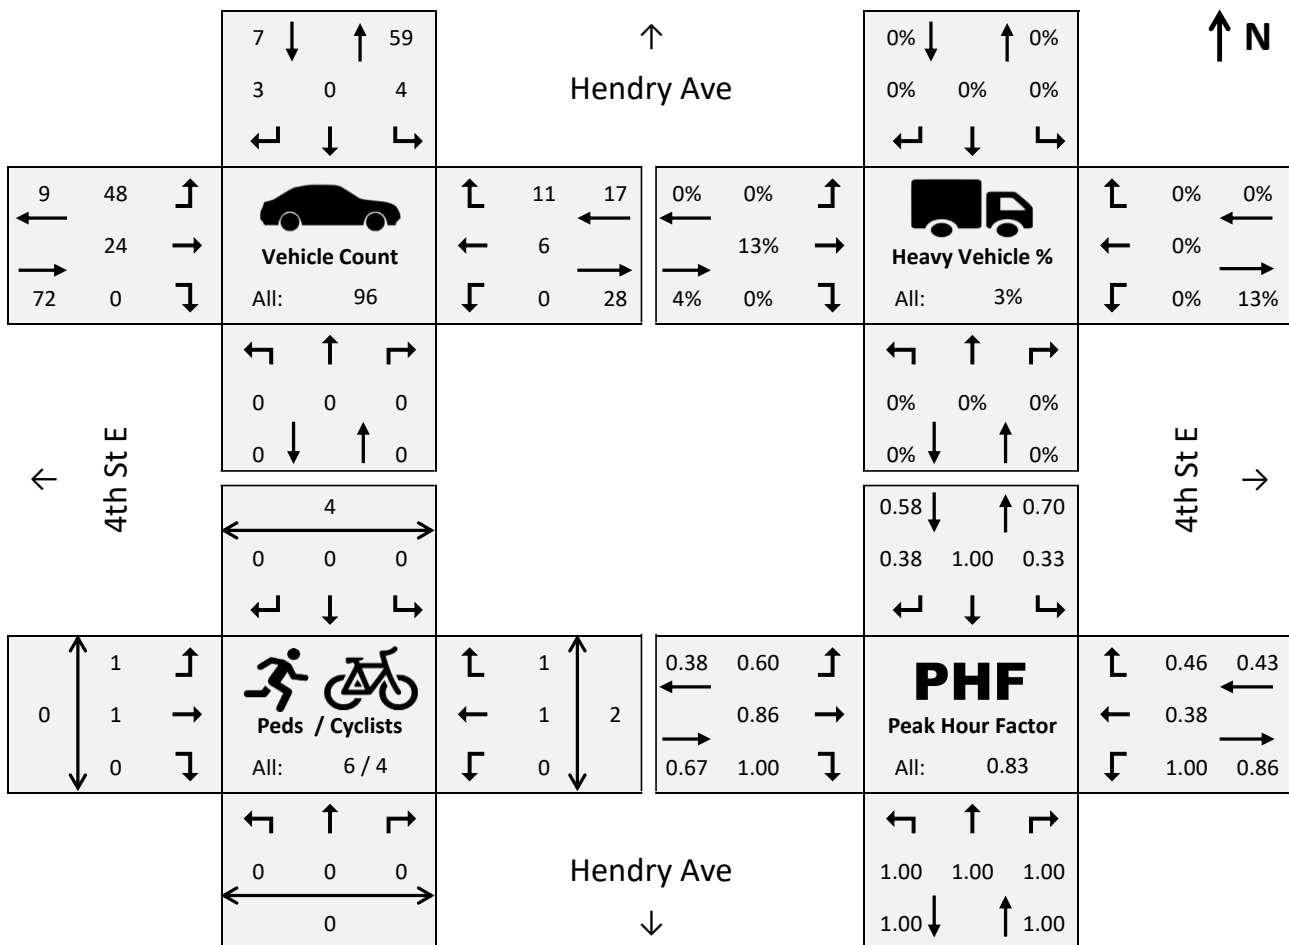 7 59
3 0 4
Hendry Ave
0% 0%
0% 0% 0%
N
9 48
24
72 0
Vehicle Count
All: 96
11 17
6
0 28
0% 0%
13%
4% 0%
Heavy Vehicle %
All: 3%
0% 0%
0%
0% 13%
0 0 0
0 0
0% 0% 0%
0% 0%
4th St E
4th St E
4
0 0 0
0.58 0.70
0.38 1.00 0.33
1
0 1
0
Peds / Cyclists
All: 6 / 4
1
1 2
0
0.38 0.60
0.86
0.67 1.00
PHF
Peak Hour Factor
All: 0.83
0.46 0.43
0.38
1.00 0.86
0 0 0
0
Hendry Ave
1.00 1.00 1.00
1.00 1.00